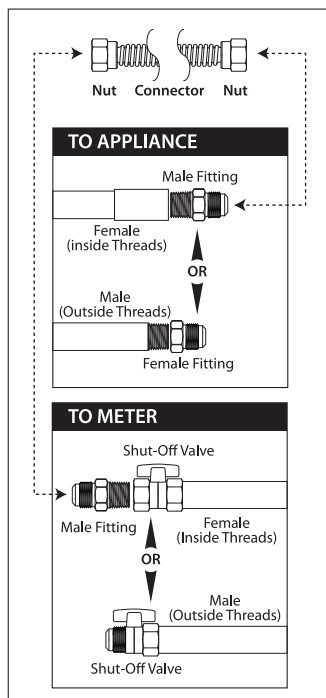 Nut Connector Nut
TO APPLIANCE
Male Fitting
Female
(inside Threads)
OR
Male
(Outside Threads)
Female Fitting
TO METER
Shut-Off Valve
Male Fitting
Female
(Inside Threads)
OR
Male
(Outside Threads)
Shut-Off Valve